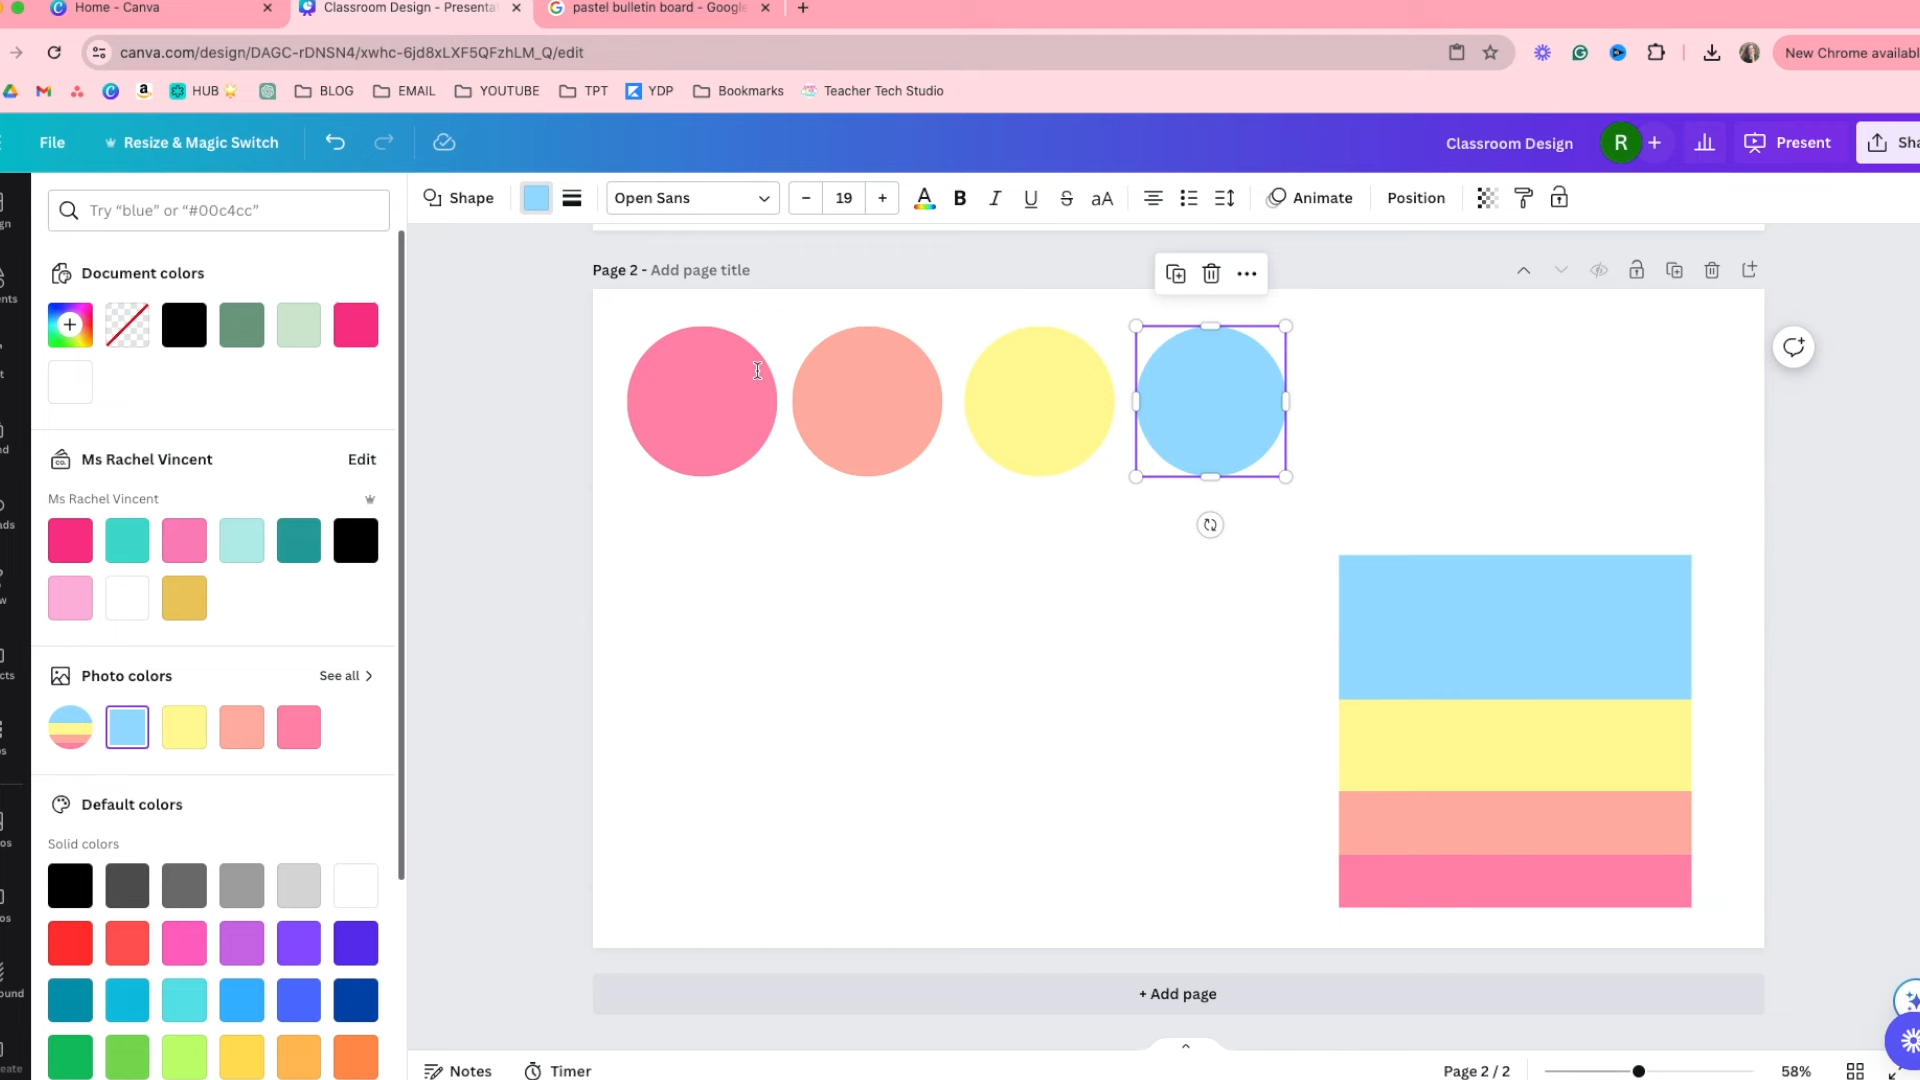 Home - Canva
Classroom Design - Presenta
pastel bulletin board - Google
canva.com/design/DAGC-rDNSN4/xwhc-6jd8xLXF5QFzhLM_Q/edit
New Chrome availabl
HUB
BLOG
EMAIL
YOUTUBE
TPT
YDP
Bookmarks
Teacher Tech Studio
File
Resize & Magic Switch
Classroom Design
R
Present
Sha
Try “blue” or “#00c4cc”
Shape
Open Sans
19
B
I
U
S
aA
Animate
Position
Document colors
Page 2 - Add page title
Ms Rachel Vincent
Edit
Ms Rachel Vincent
Photo colors
See all
Default colors
Solid colors
+ Add page
Notes
Timer
Page 2 / 2
58%